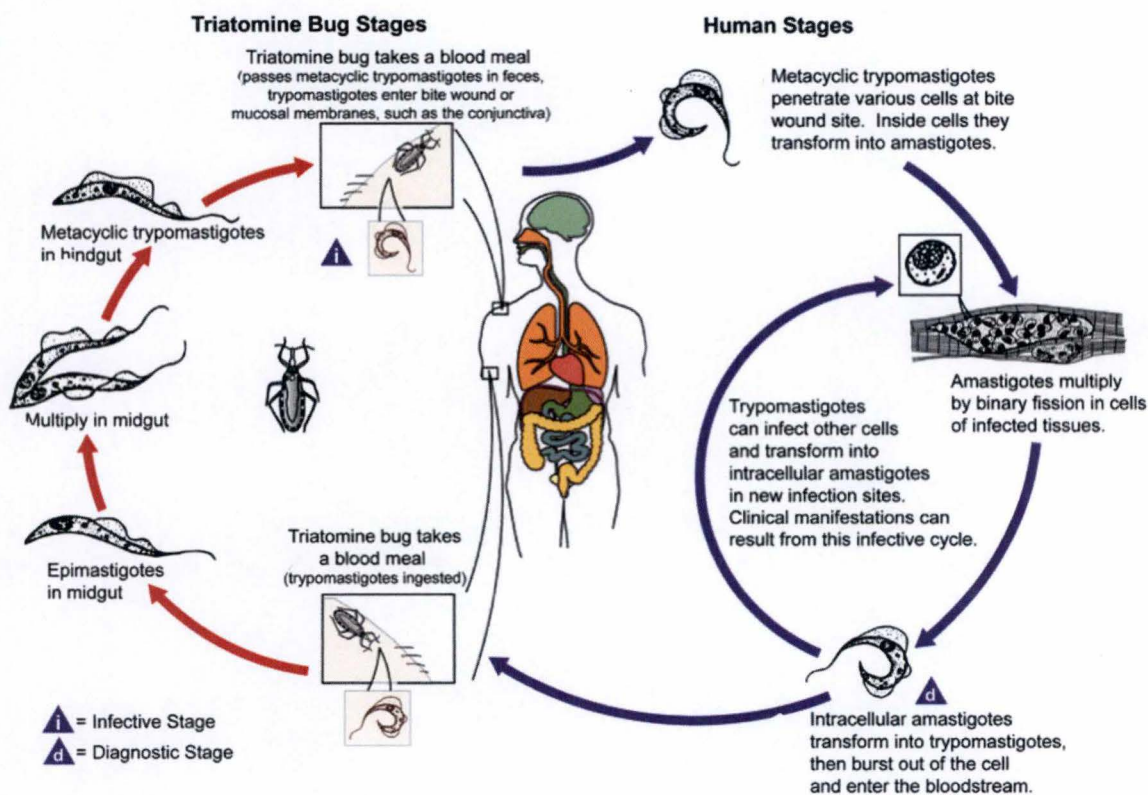 Triatomine Bug Stages
Human Stages
Triatomine bug takes a blood meal
(passes metacyclic trypomastigotes in feces,
trypomastigotes enter bite wound or
mucosal membranes, such as the conjunctiva)
i
Metacyclic trypomastigotes
penetrate various cells at bite
wound site. Inside cells they
transform into amastigotes.
Metacyclic trypomastigotes
in hindgut
Multiply in midgut
Amastigotes multiply
by binary fission in cells
of infected tissues.
Trypomastigotes
can infect other cells
and transform into
intracellular amastigotes
in new infection sites.
Clinical manifestations can
result from this infective cycle.
Triatomine bug takes
a blood meal
(trypomastigotes ingested)
Epimastigotes
in midgut
d
Intracellular amastigotes
transform into trypomastigotes,
then burst out of the cell
and enter the bloodstream.
i = Infective Stage
d = Diagnostic Stage